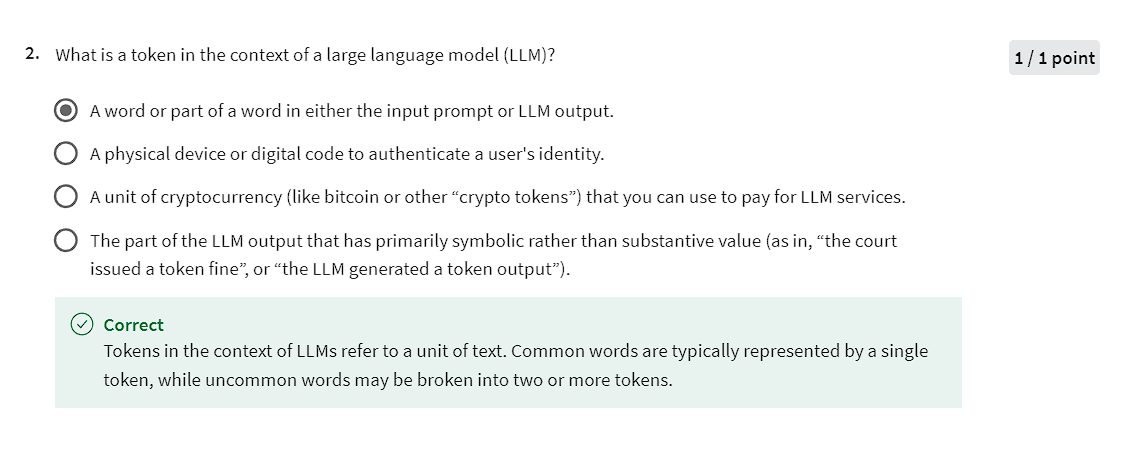 2. What is a token in the context of a large language model (LLM)?
1 / 1 point
A word or part of a word in either the input prompt or LLM output.
A physical device or digital code to authenticate a user's identity.
A unit of cryptocurrency (like bitcoin or other “crypto tokens”) that you can use to pay for LLM services.
The part of the LLM output that has primarily symbolic rather than substantive value (as in, “the court
issued a token fine”, or “the LLM generated a token output”).
Correct
Tokens in the context of LLMs refer to a unit of text. Common words are typically represented by a single
token, while uncommon words may be broken into two or more tokens.